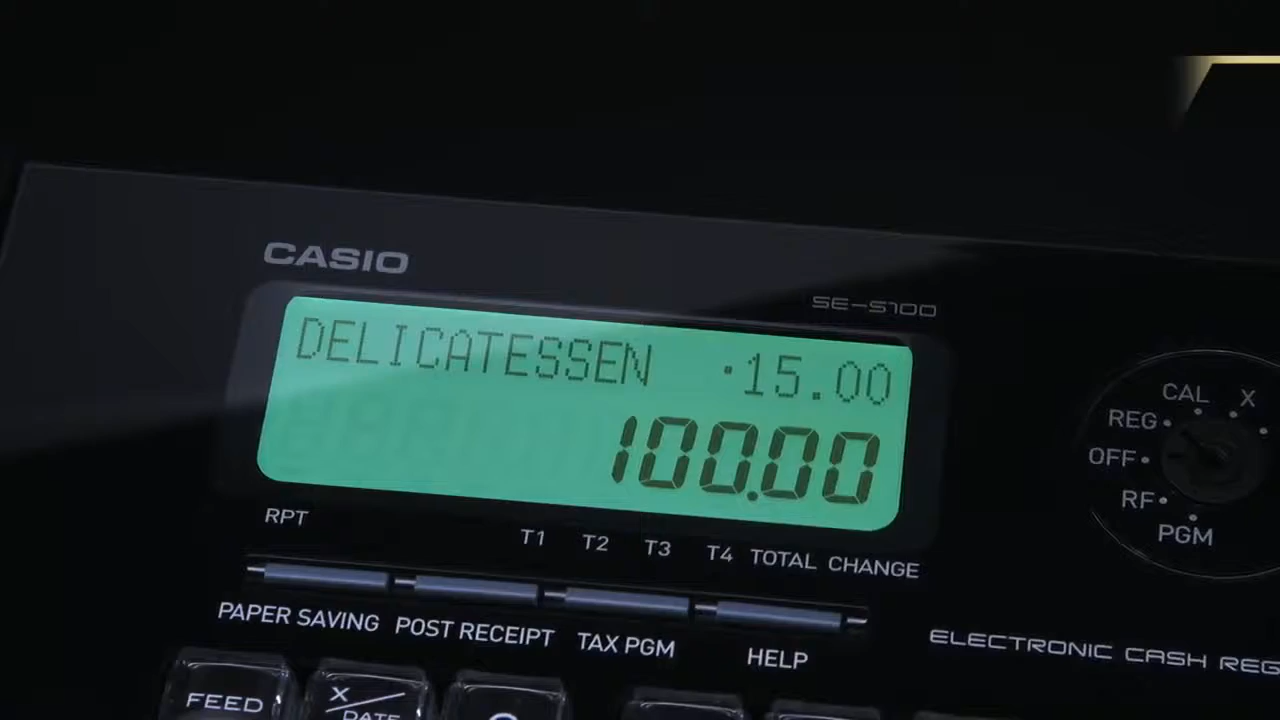 CASIO
SE-S100
DELICATESSEN ·15.00
100.00
RPT T1 T2 T3 T4 TOTAL CHANGE
PAPER SAVING POST RECEIPT TAX PGM HELP
CAL X
REG
OFF
RF
PGM
ELECTRONIC CASH REG
FEED X/DATE